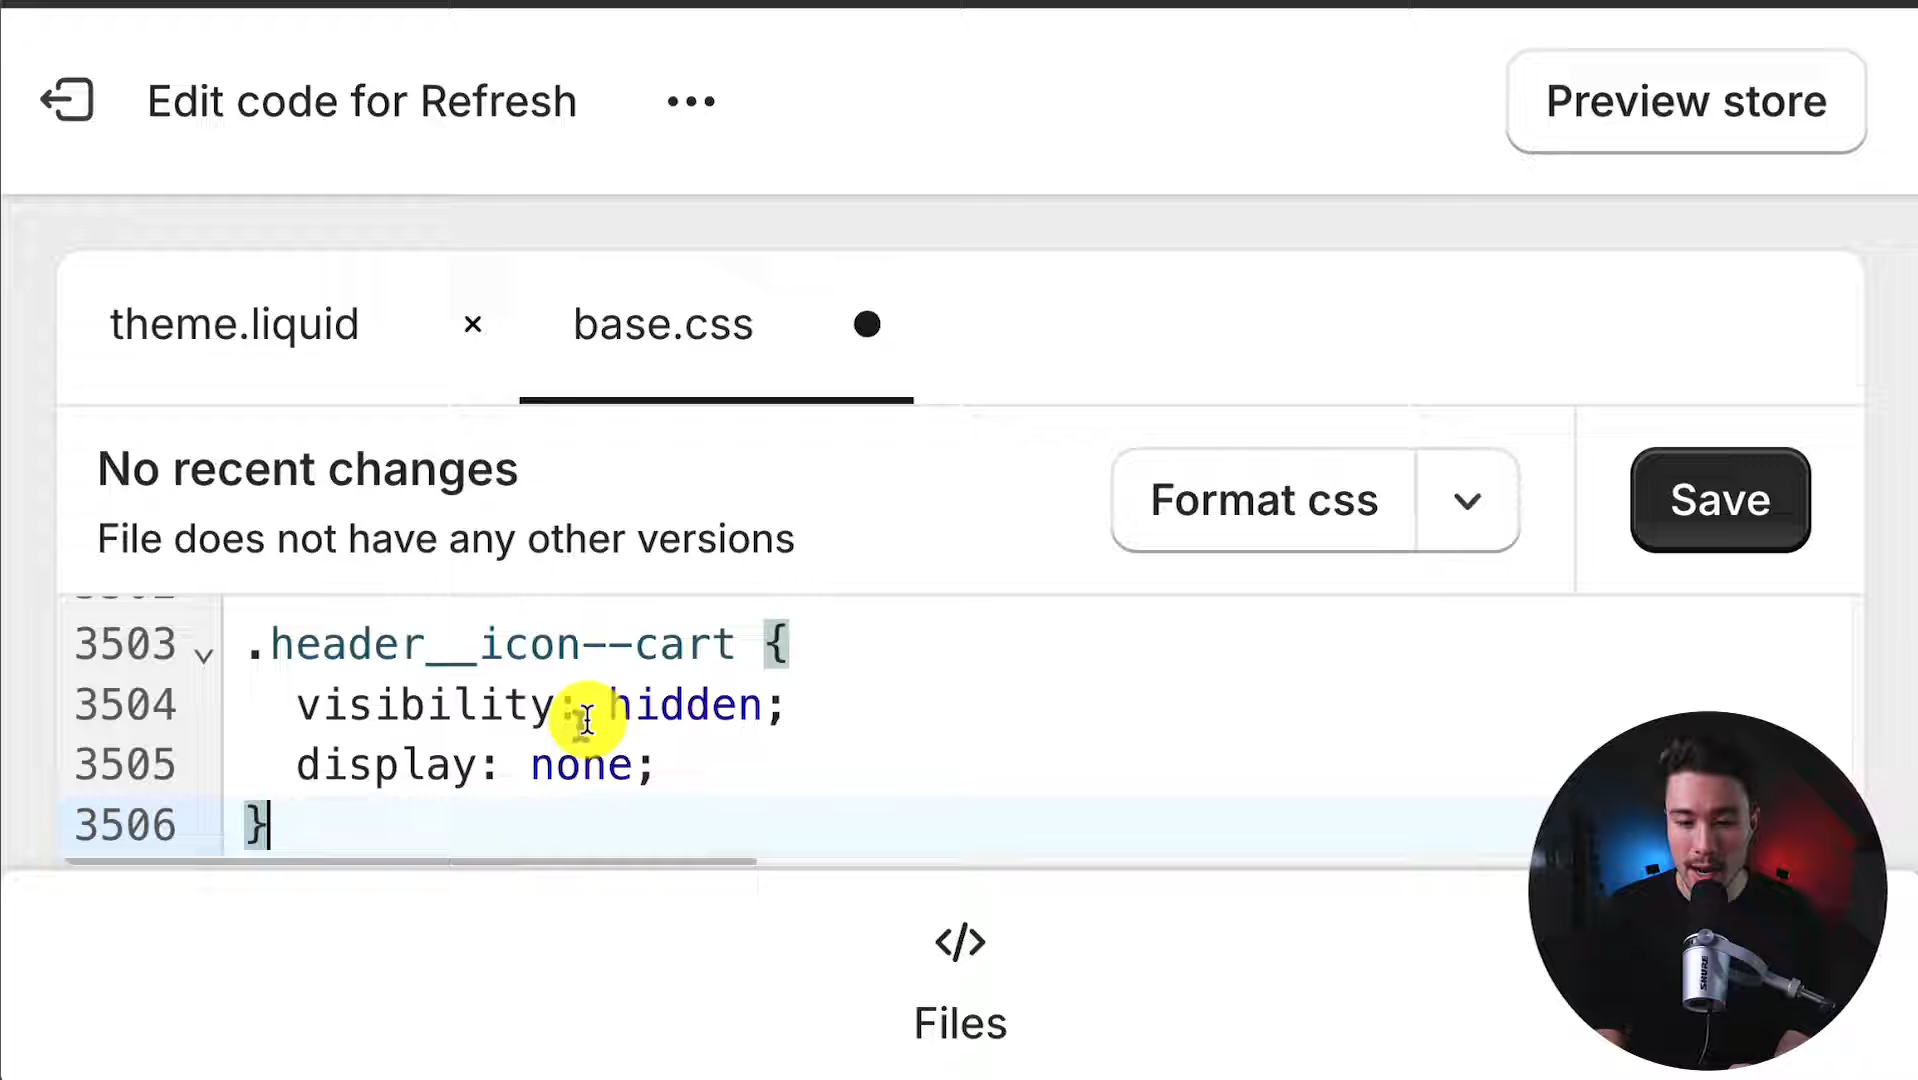 Edit code for Refresh
Preview store
theme.liquid × base.css
No recent changes
File does not have any other versions
Format css
Save
3503 .header__icon--cart {
3504 visibility: hidden;
3505 display: none;
3506 }
</> Files
SHURE